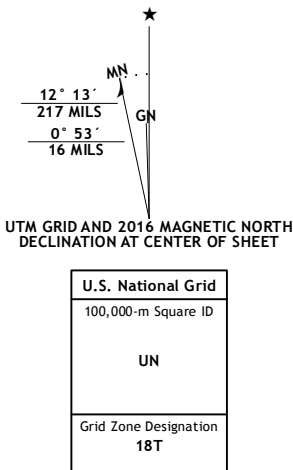 ★
MN
GN
12° 13´
217 MILS
0° 53´
16 MILS
UTM GRID AND 2016 MAGNETIC NORTH
DECLINATION AT CENTER OF SHEET
U.S. National Grid
100,000-m Square ID
UN
Grid Zone Designation
18T